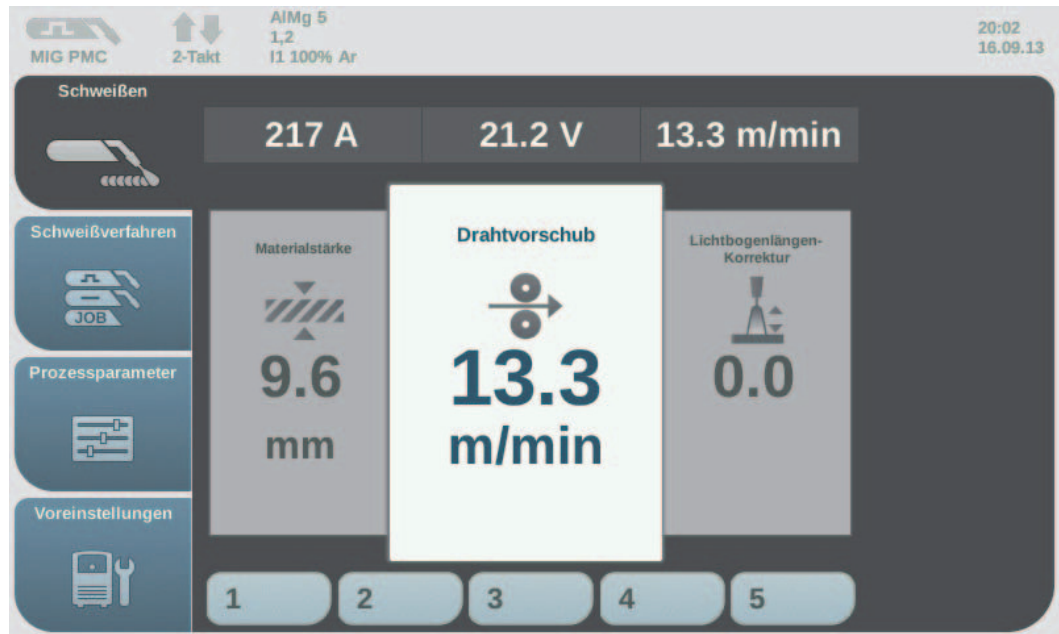 MIG PMC
2-Takt
AlMg 5
1,2
I1 100% Ar
20:02
16.09.13
Schweißen
217 A
21.2 V
13.3 m/min
Schweißverfahren
JOB
Prozessparameter
Voreinstellungen
Materialstärke
9.6
mm
Drahtvorschub
13.3
m/min
Lichtbogenlängen-
Korrektur
0.0
1
2
3
4
5